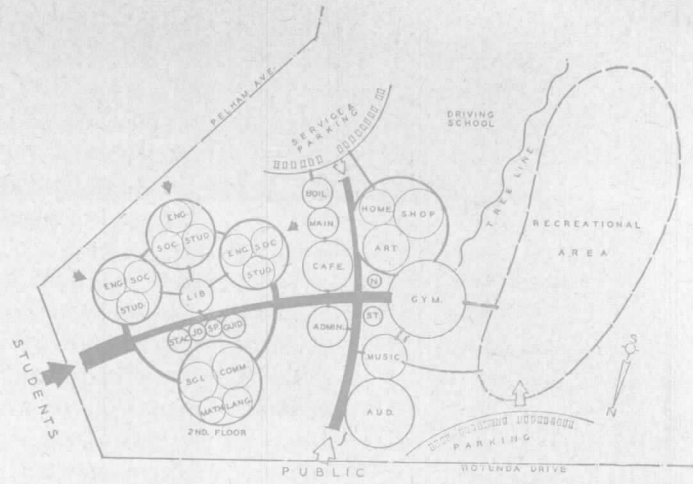 PELHAM AVE.
SERVICE & PARKING
DRIVING SCHOOL
TREE LINE
RECREATIONAL AREA
BOIL.
MAIN
CAFE.
ADMIN.
HOME.
SHOP
ART
N
ST
GYM.
MUSIC
AUD.
ENG.
SOC.
STUD
ENG.
SOC
STUD.
ENG.
SOC
STUD.
LIB
SP.
GUID.
SCI.
COMM.
MATH
LANG.
2ND. FLOOR
STUDENTS
PUBLIC
PARKING
S
N
DRIVE